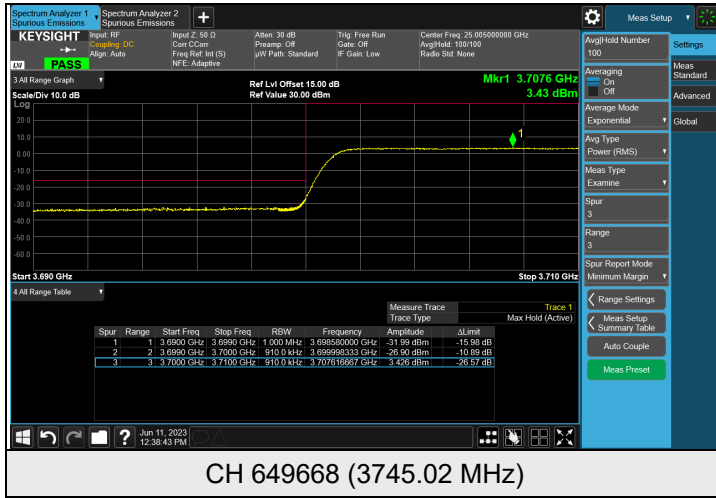 Spectrum Analyzer 1
Spurious Emissions
Spectrum Analyzer 2
Spurious Emissions
Meas Setup
KEYSIGHT
Input: RF
Coupling: DC
Align: Auto
Input Z: 50 Ω
Corr CCorr
Freq Ref: Int (S)
NFE: Adaptive
Atten: 30 dB
Preamp: Off
µW Path: Standard
Trig: Free Run
Gate: Off
IF Gain: Low
Center Freq: 25.005000000 GHz
Avg|Hold: 100/100
Radio Std: None
LXI
PASS
3 All Range Graph
Scale/Div 10.0 dB
Ref Lvl Offset 15.00 dB
Ref Value 30.00 dBm
Mkr1 3.7076 GHz
3.43 dBm
Log
20.0
10.0
0.00
-10.0
-20.0
-30.0
-40.0
-50.0
-60.0
1
Start 3.690 GHz
Stop 3.710 GHz
4 All Range Table
Measure Trace Trace 1
Trace Type Max Hold (Active)
Spur Range Start Freq Stop Freq RBW Frequency Amplitude ΔLimit
1 1 3.6900 GHz 3.6990 GHz 1.000 MHz 3.698580000 GHz -31.99 dBm -15.98 dB
2 2 3.6990 GHz 3.7000 GHz 910.0 kHz 3.699998333 GHz -26.90 dBm -10.89 dB
3 3 3.7000 GHz 3.7100 GHz 910.0 kHz 3.707616667 GHz 3.426 dBm -26.57 dB
Avg|Hold Number
100
Averaging
On
Off
Average Mode
Exponential
Avg Type
Power (RMS)
Meas Type
Examine
Spur
3
Range
3
Spur Report Mode
Minimum Margin
Range Settings
Meas Setup
Summary Table
Auto Couple
Meas Preset
Settings
Meas
Standard
Advanced
Global
Jun 11, 2023
12:38:43 PM
CH 649668 (3745.02 MHz)